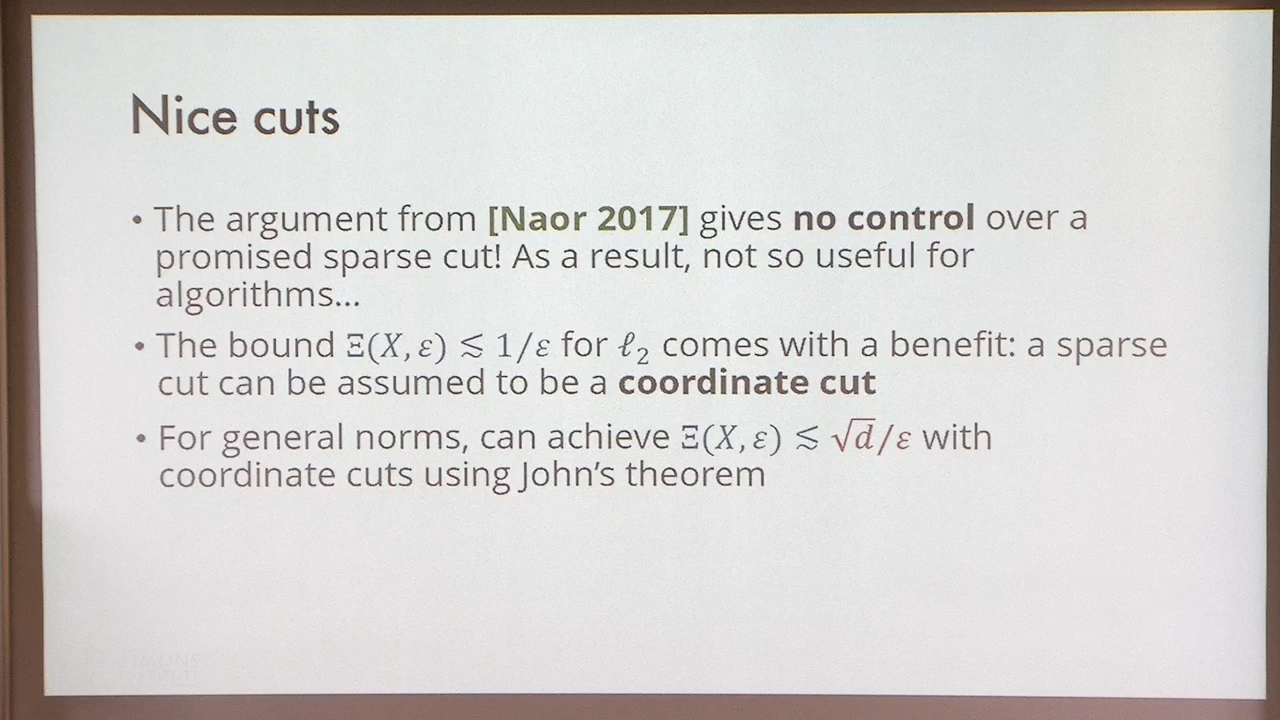 Nice cuts
• The argument from [Naor 2017] gives no control over a
promised sparse cut! As a result, not so useful for
algorithms...
• The bound Ξ(X, ε) ≲ 1/ε for ℓ₂ comes with a benefit: a sparse
cut can be assumed to be a coordinate cut
• For general norms, can achieve Ξ(X, ε) ≲ √d/ε with
coordinate cuts using John's theorem